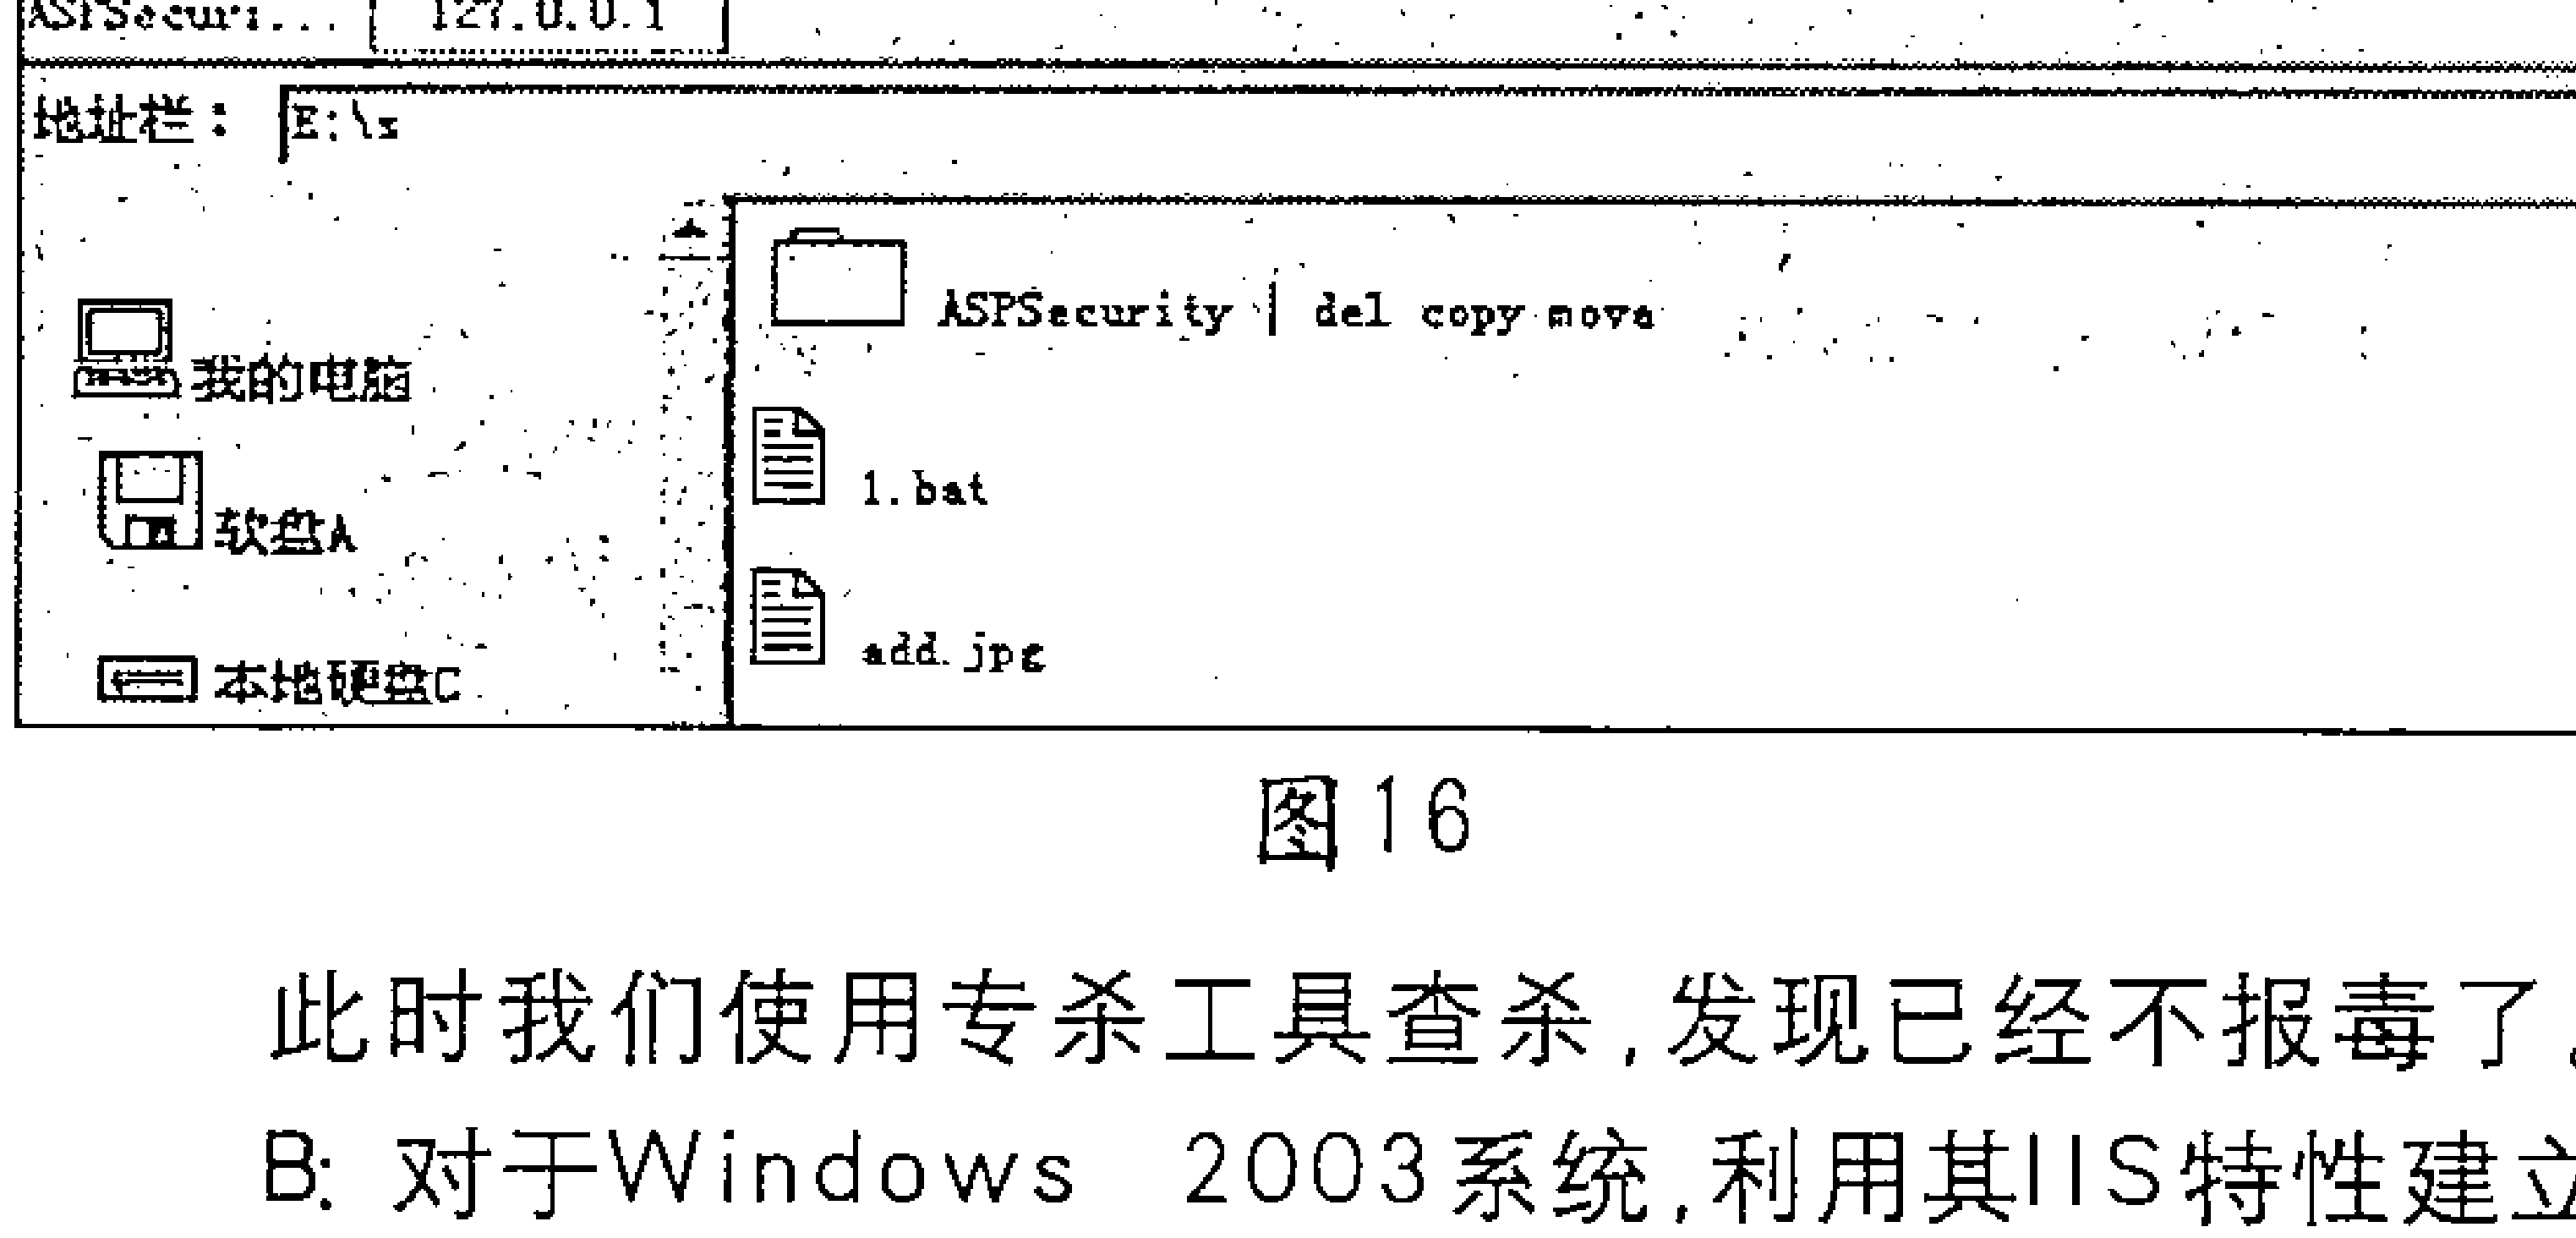 ASPSecuri... 127.0.0.1
地址栏： E:\s
ASPSecurity | del copy move
我的电脑
1.bat
软盘A
add.jpg
本地硬盘C
图16
此时我们使用专杀工具查杀,发现已经不报毒了。
B: 对于Windows 2003系统,利用其IIS特性建立